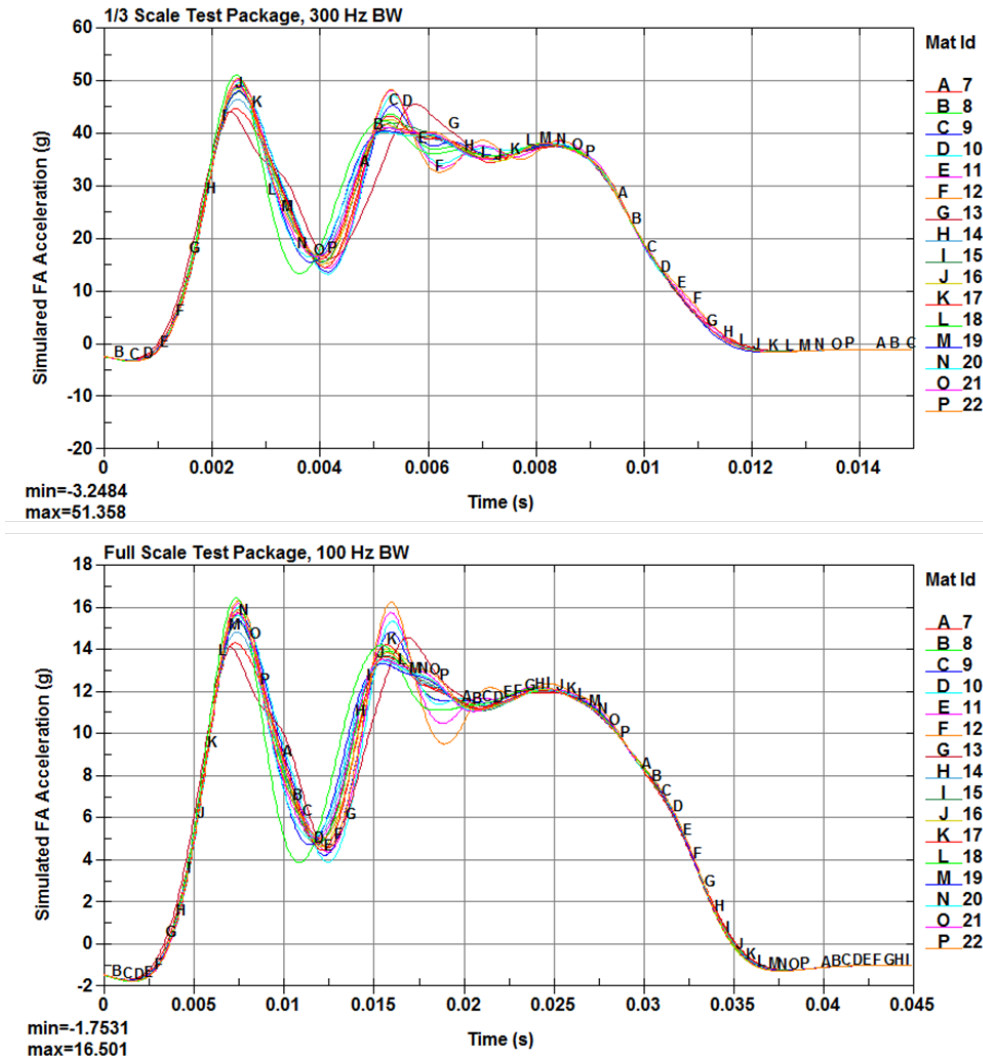 1/3 Scale Test Package, 300 Hz BW
60
50
40
30
20
10
0
-10
-20
Simulared FA Acceleration (g)
0
0.002
0.004
0.006
0.008
0.01
0.012
0.014
Time (s)
min=-3.2484
max=51.358
Mat Id
A 7
B 8
C 9
D 10
E 11
F 12
G 13
H 14
I 15
J 16
K 17
L 18
M 19
N 20
O 21
P 22
Full Scale Test Package, 100 Hz BW
18
16
14
12
10
8
6
4
2
0
-2
Simulated FA Acceleration (g)
0
0.005
0.01
0.015
0.02
0.025
0.03
0.035
0.04
0.045
Time (s)
min=-1.7531
max=16.501
Mat Id
A 7
B 8
C 9
D 10
E 11
F 12
G 13
H 14
I 15
J 16
K 17
L 18
M 19
N 20
O 21
P 22